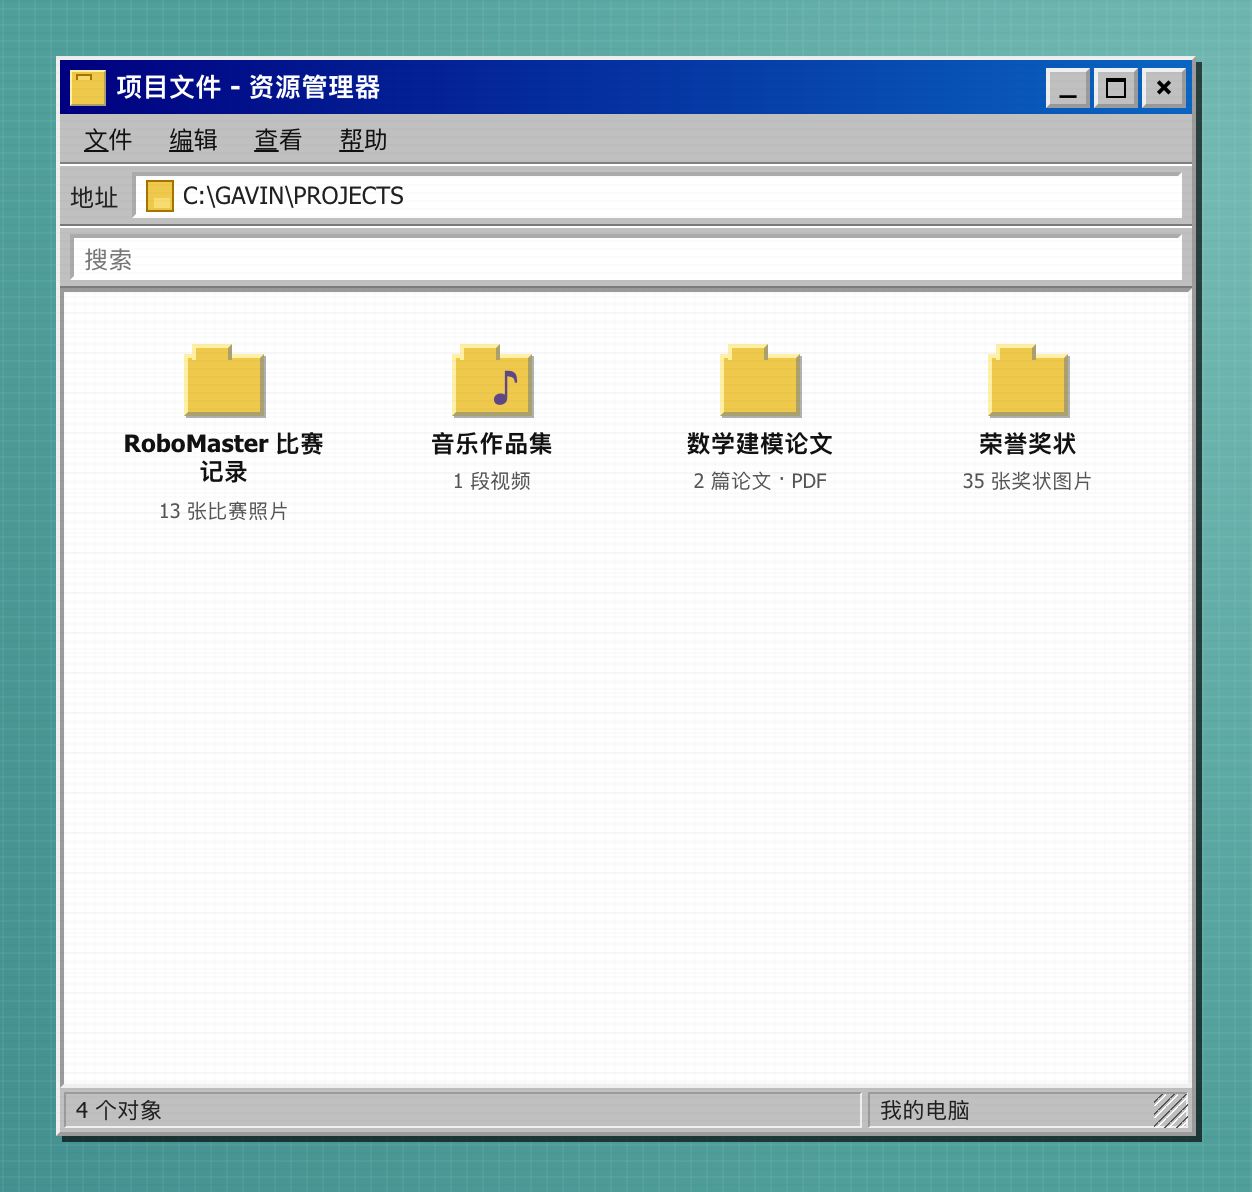 项目文件 - 资源管理器
文件 编辑 查看 帮助
地址 C:\GAVIN\PROJECTS
搜索
RoboMaster 比赛记录
13 张比赛照片
音乐作品集
1 段视频
数学建模论文
2 篇论文 · PDF
荣誉奖状
35 张奖状图片
4 个对象
我的电脑